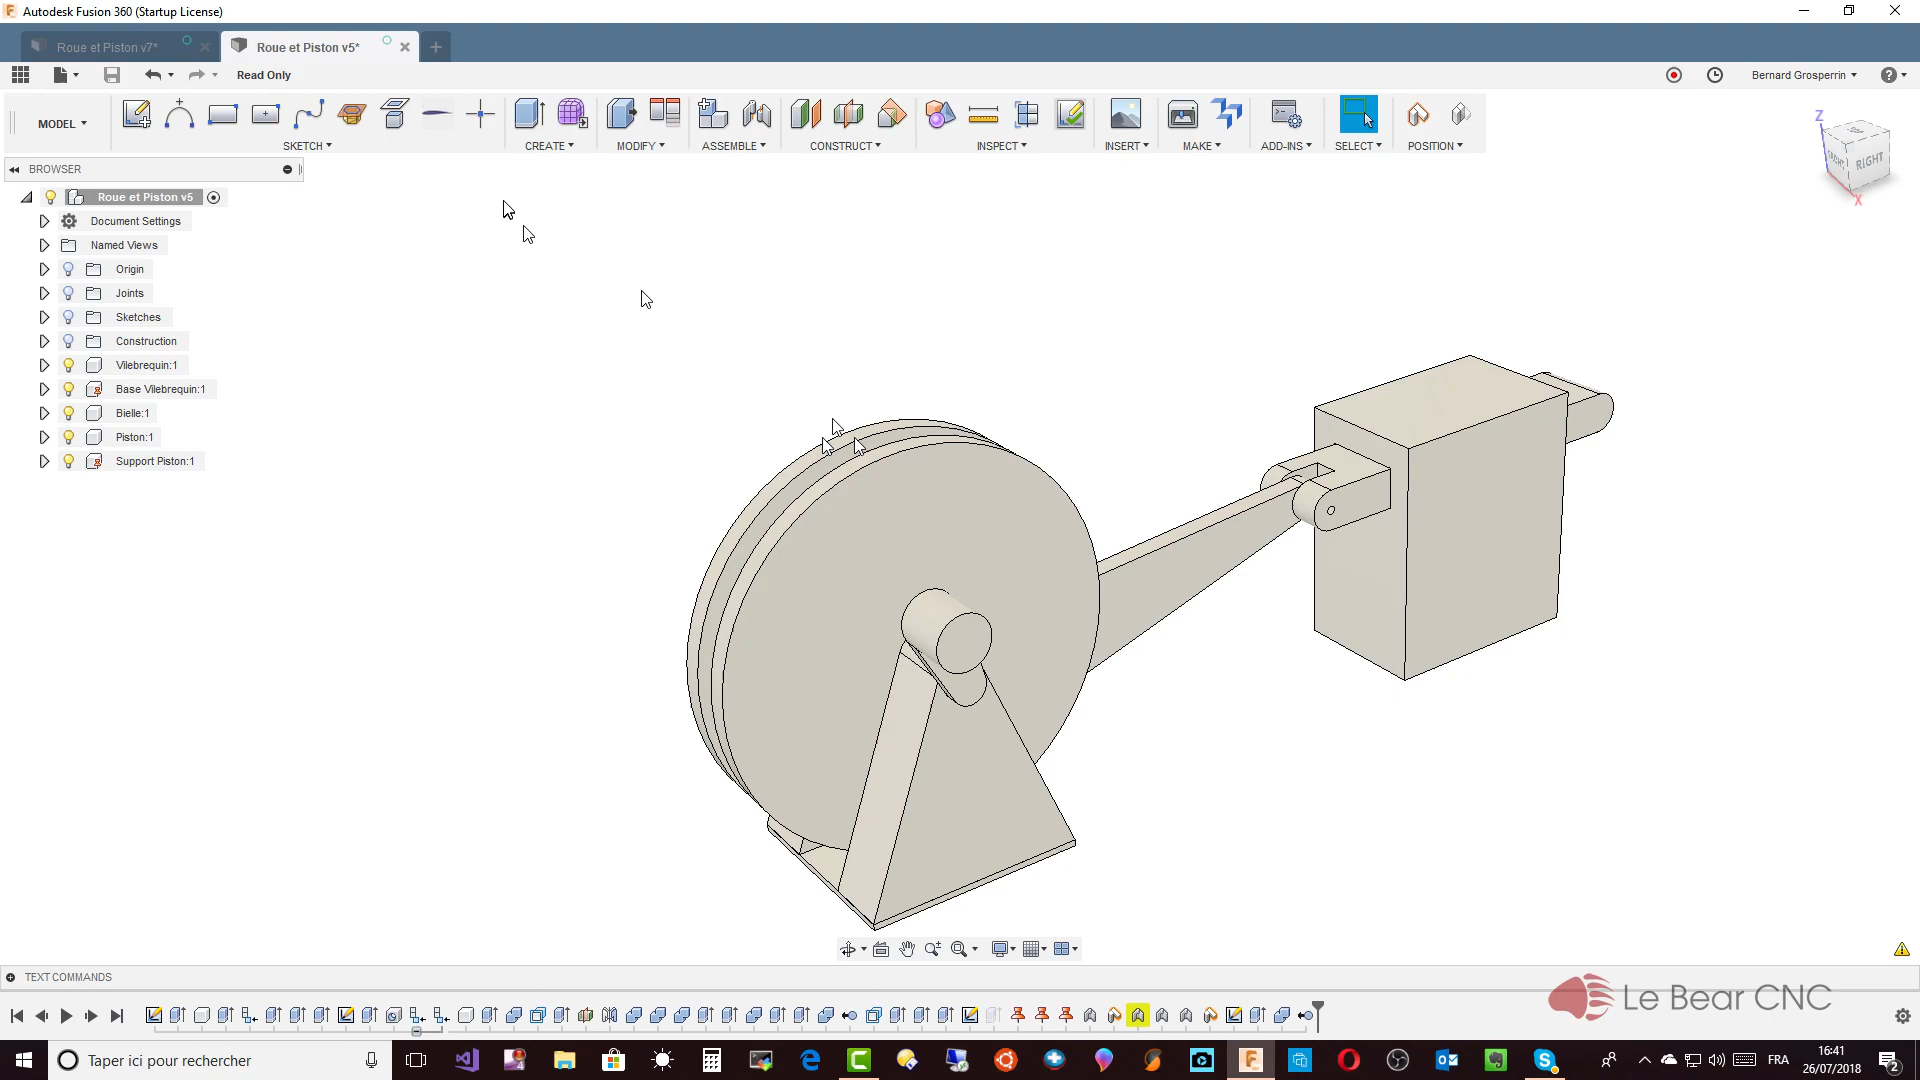 Autodesk Fusion 360 (Startup License)
Roue et Piston v7*
Roue et Piston v5*
Read Only
Bernard Grosperrin
MODEL
SKETCH
CREATE
MODIFY
ASSEMBLE
CONSTRUCT
INSPECT
INSERT
MAKE
ADD-INS
SELECT
POSITION
BROWSER
Roue et Piston v5
Document Settings
Named Views
Origin
Joints
Sketches
Construction
Vilebrequin:1
Base Vilebrequin:1
Bielle:1
Piston:1
Support Piston:1
Z
RIGHT
X
TEXT COMMANDS
Le Bear CNC
Taper ici pour rechercher
FRA
16:41
26/07/2018
2